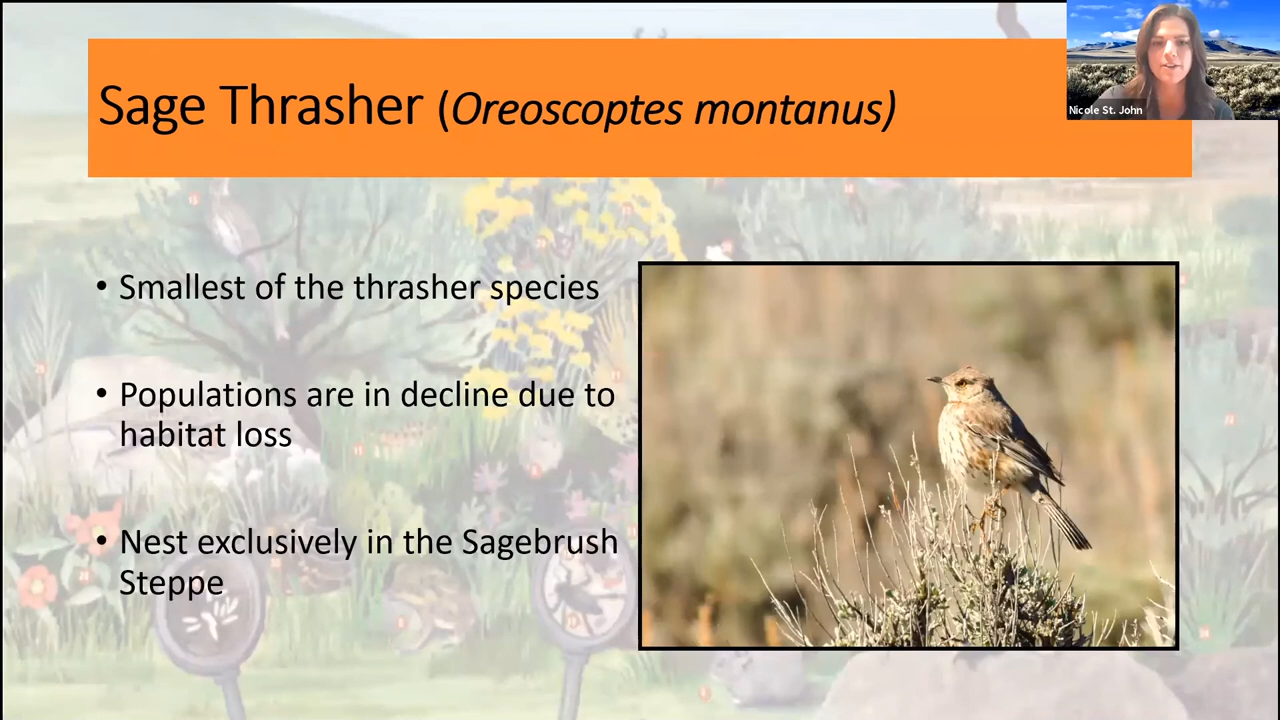 Sage Thrasher (Oreoscoptes montanus)
Nicole St. John
• Smallest of the thrasher species
• Populations are in decline due to
habitat loss
• Nest exclusively in the Sagebrush
Steppe